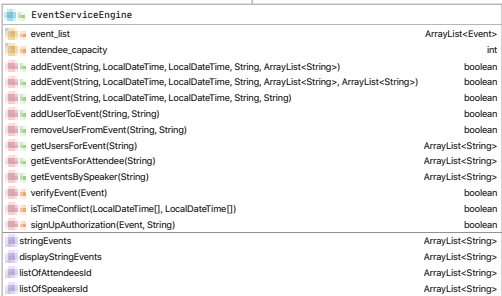 EventServiceEngine
event_list ArrayList<Event>
attendee_capacity int
addEvent(String, LocalDateTime, LocalDateTime, String, ArrayList<String>) boolean
addEvent(String, LocalDateTime, LocalDateTime, String, ArrayList<String>, ArrayList<String>) boolean
addEvent(String, LocalDateTime, LocalDateTime, String, String) boolean
addUserToEvent(String, String) boolean
removeUserFromEvent(String, String) boolean
getUsersForEvent(String) ArrayList<String>
getEventsForAttendee(String) ArrayList<String>
getEventsBySpeaker(String) ArrayList<String>
verifyEvent(Event) boolean
isTimeConflict(LocalDateTime[], LocalDateTime[]) boolean
signUpAuthorization(Event, String) boolean
stringEvents ArrayList<String>
displayStringEvents ArrayList<String>
listOfAttendeesId ArrayList<String>
listOfSpeakersId ArrayList<String>